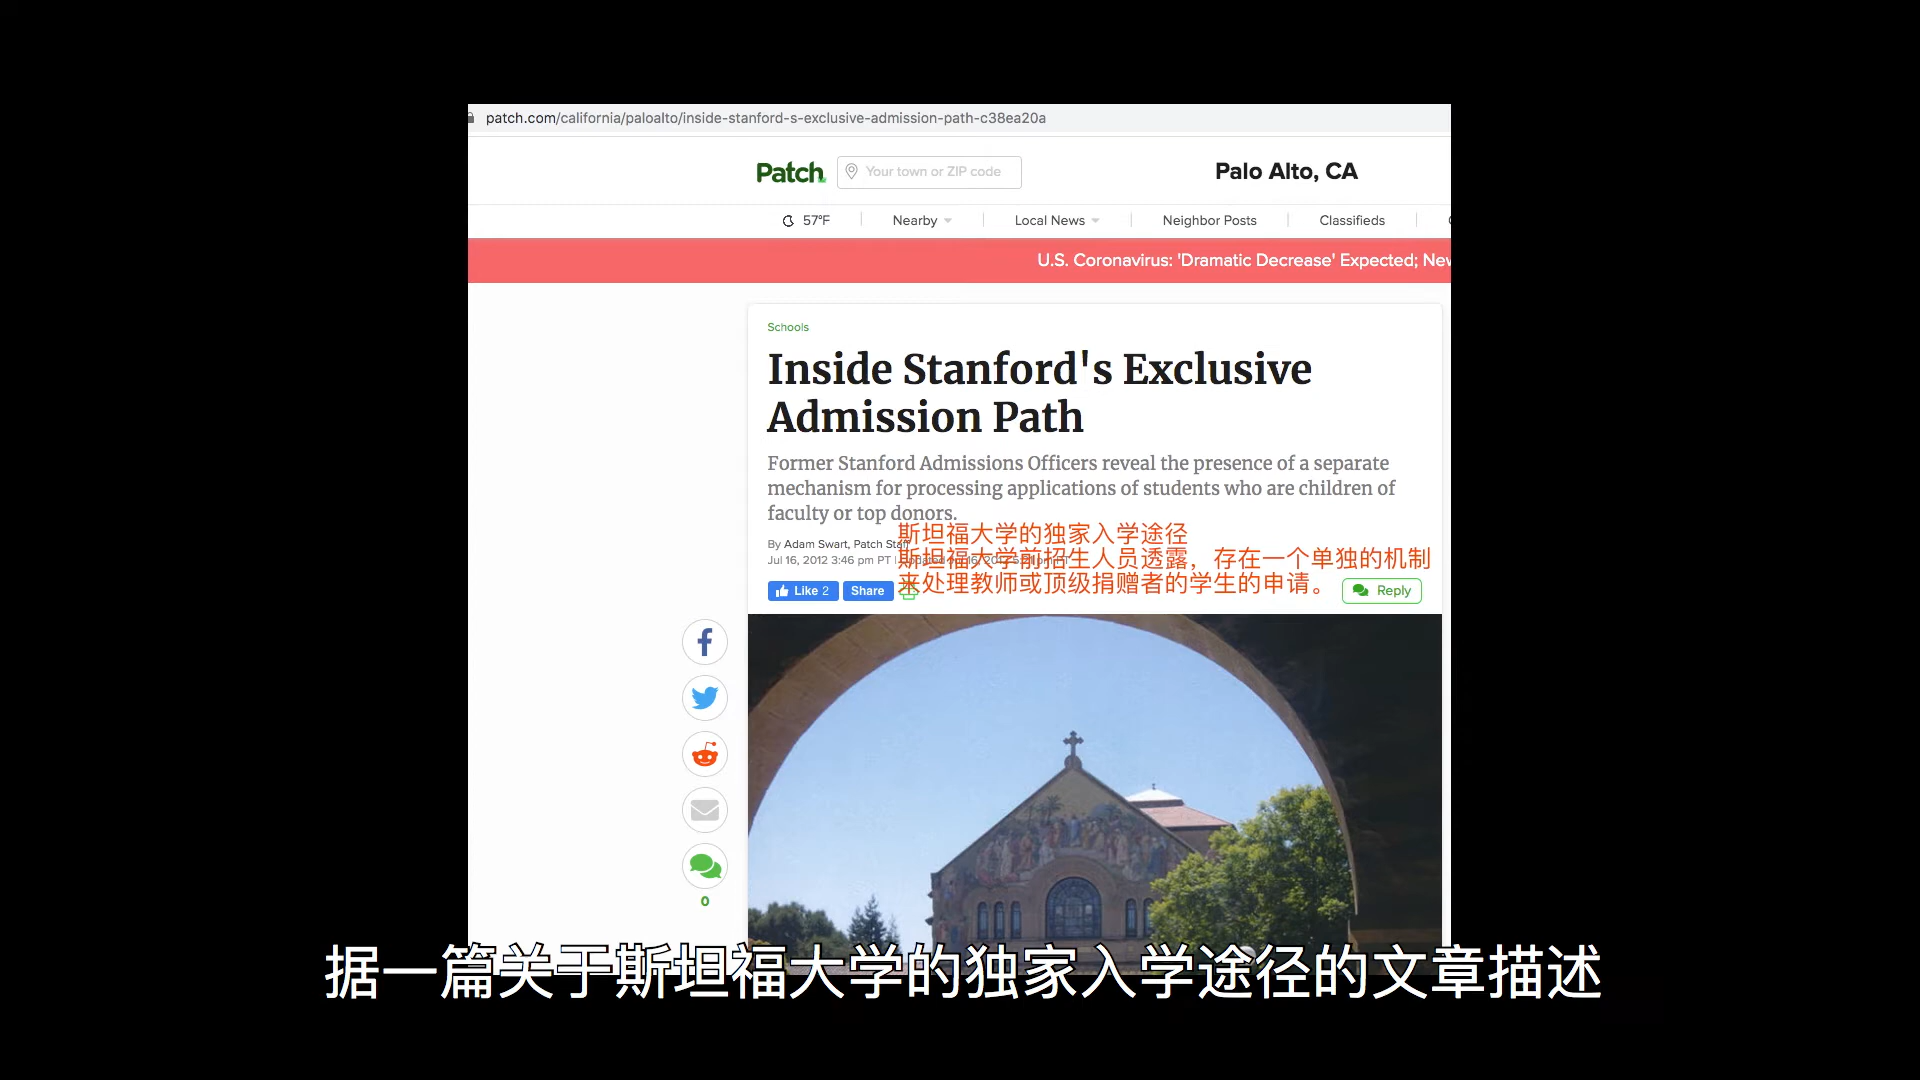 patch.com/california/paloalto/inside-stanford-s-exclusive-admission-path-c38ea20a
Patch
Your town or ZIP code
Palo Alto, CA
57°F
Nearby
Local News
Neighbor Posts
Classifieds
U.S. Coronavirus: 'Dramatic Decrease' Expected; New
Schools
Inside Stanford's Exclusive
Admission Path
Former Stanford Admissions Officers reveal the presence of a separate
mechanism for processing applications of students who are children of
faculty or top donors.
斯坦福大学的独家入学途径
By Adam Swart, Patch Staff
斯坦福大学前招生人员透露，存在一个单独的机制
Jul 16, 2012 3:46 pm PT
来处理教师或顶级捐赠者的学生的申请。
Like 2
Share
Reply
0
据一篇关于斯坦福大学的独家入学途径的文章描述